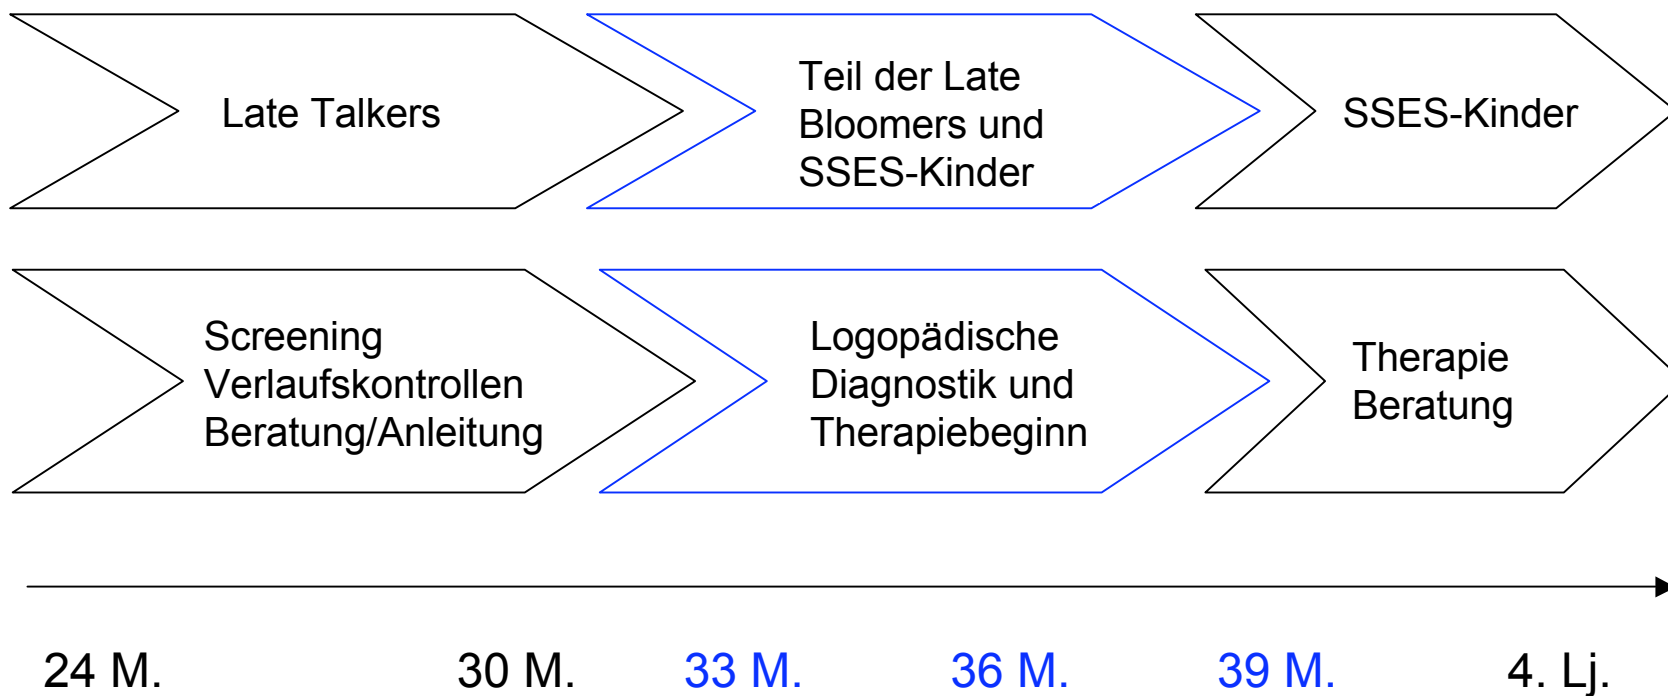 Late Talkers
Teil der Late
Bloomers und
SSES-Kinder
SSES-Kinder
Screening
Verlaufskontrollen
Beratung/Anleitung
Logopädische
Diagnostik und
Therapiebeginn
Therapie
Beratung
24 M. 30 M. 33 M. 36 M. 39 M. 4. Lj.